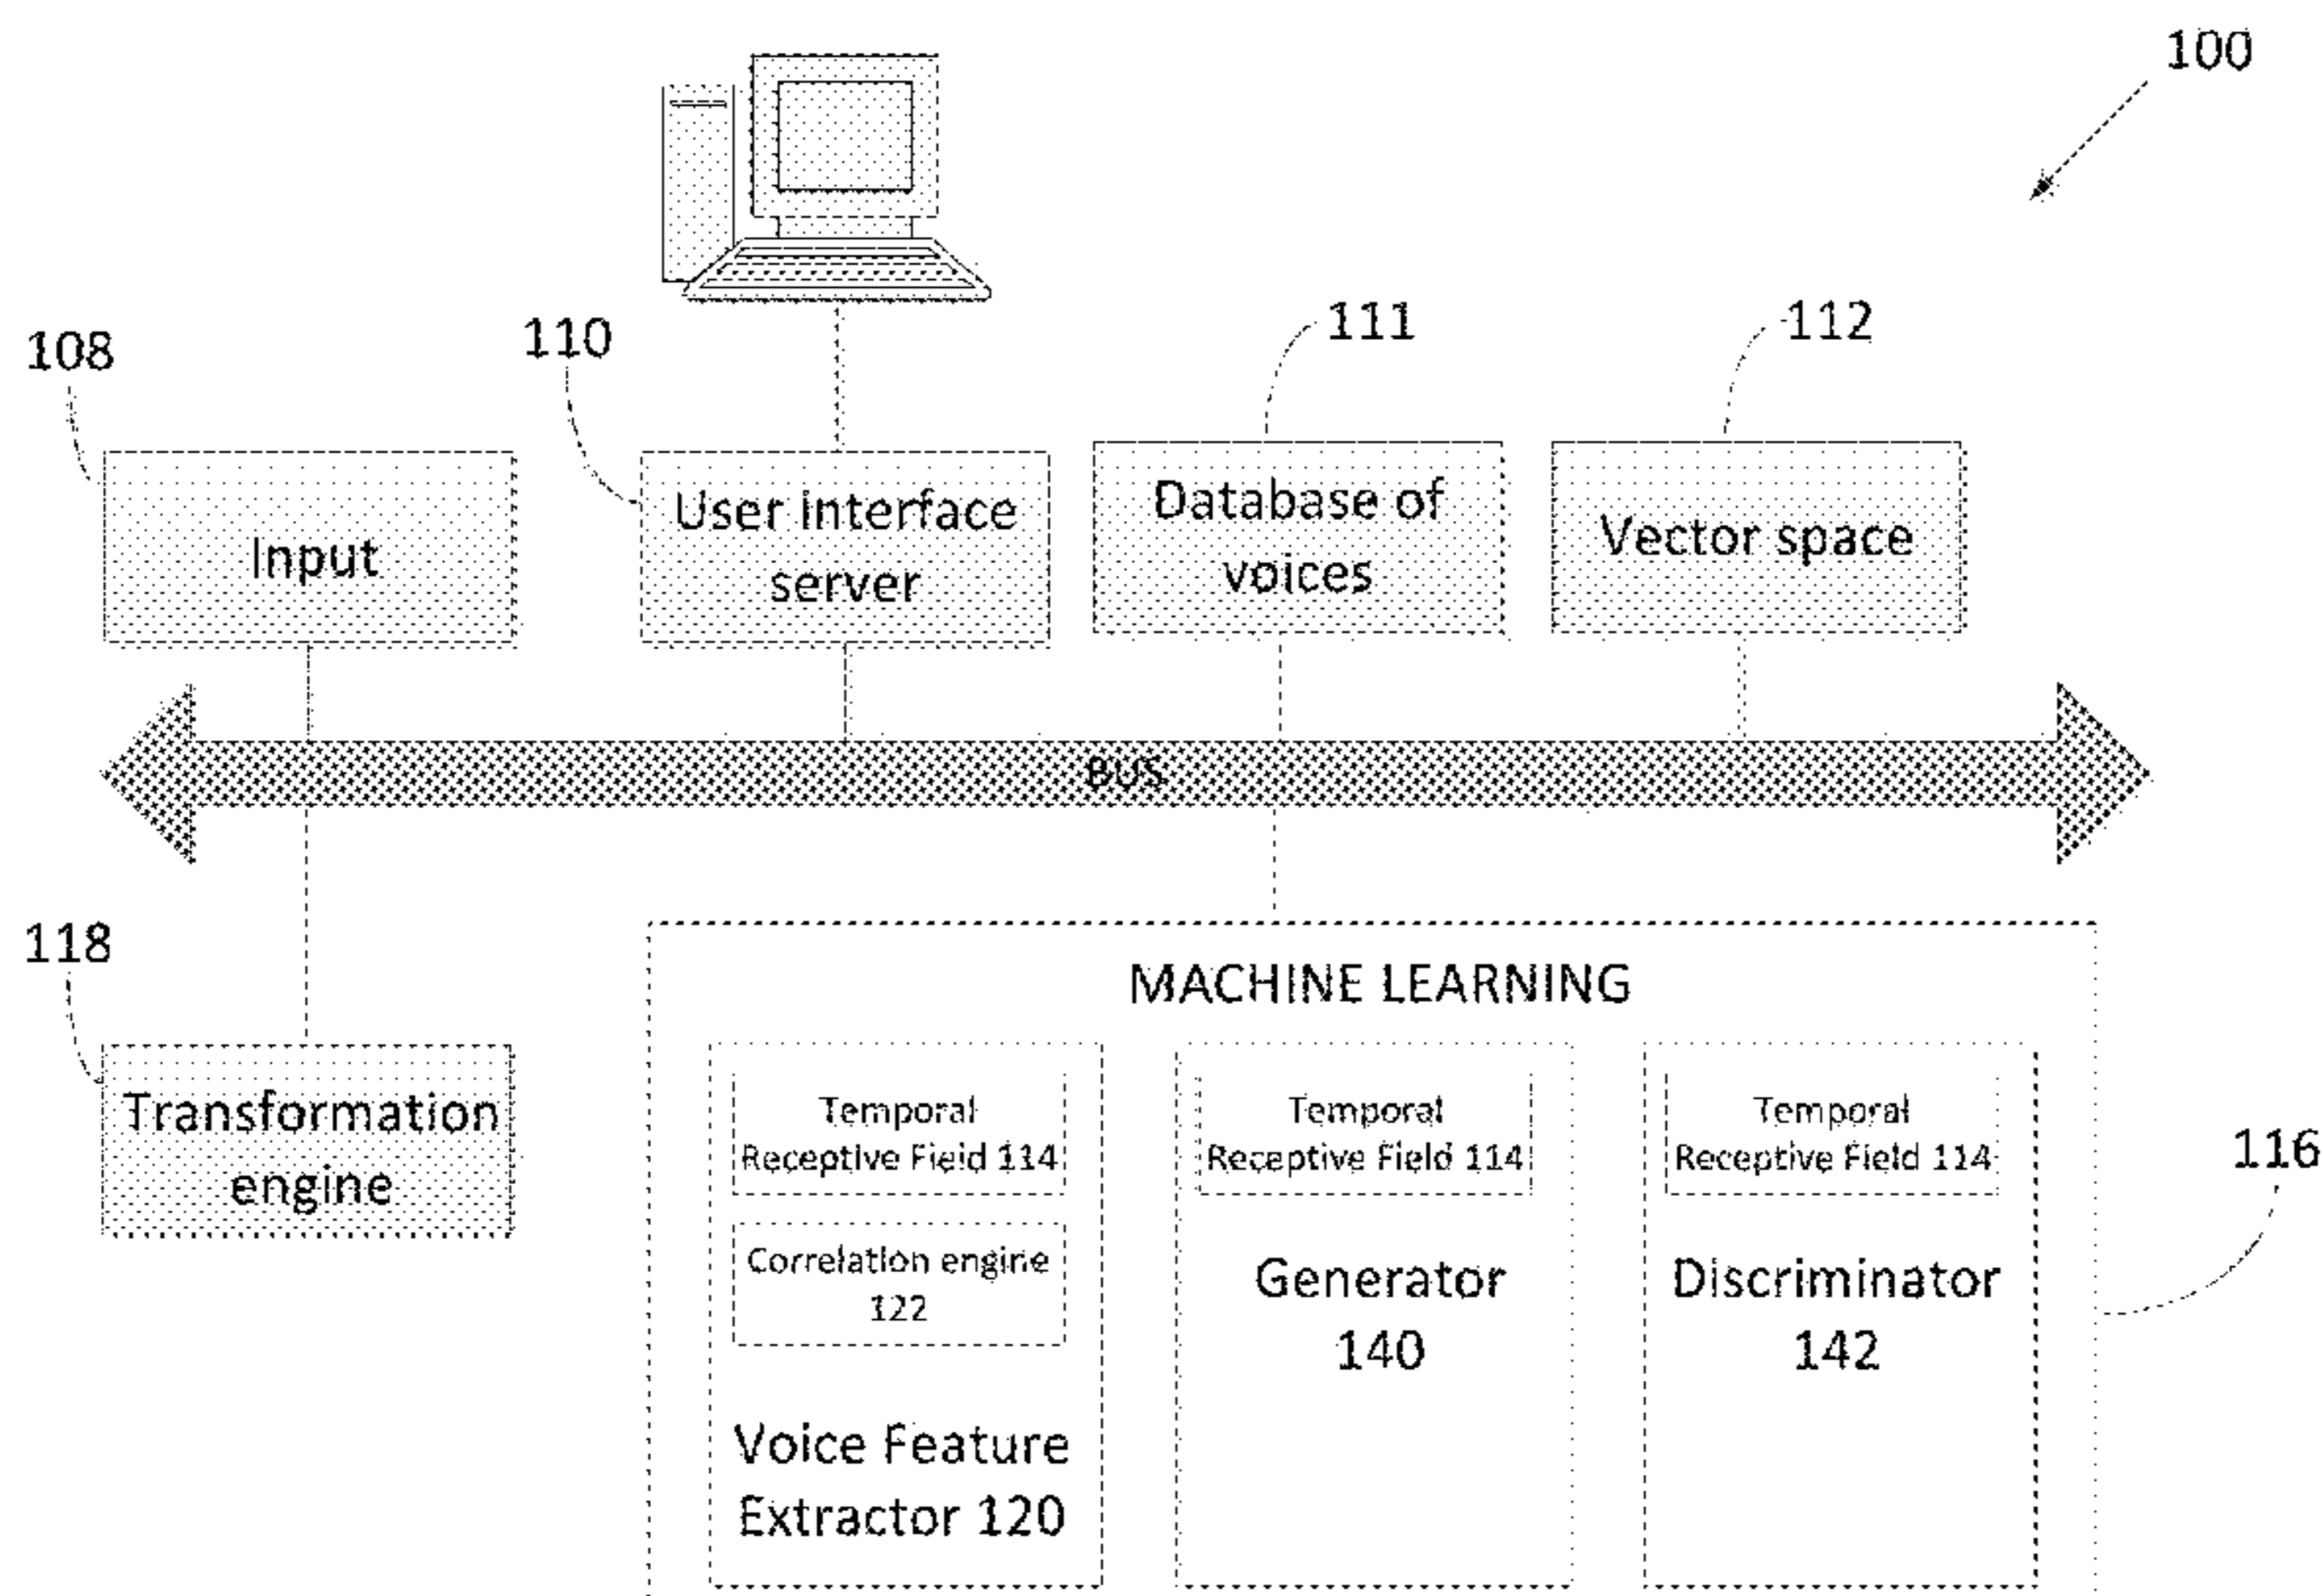 100
108
110
111
112
Input
User interface
server
Database of
voices
Vector space
BUS
118
Transformation
engine
MACHINE LEARNING
Temporal
Receptive Field 114
Correlation engine
122
Voice Feature
Extractor 120
Temporal
Receptive Field 114
Generator
140
Temporal
Receptive Field 114
Discriminator
142
116